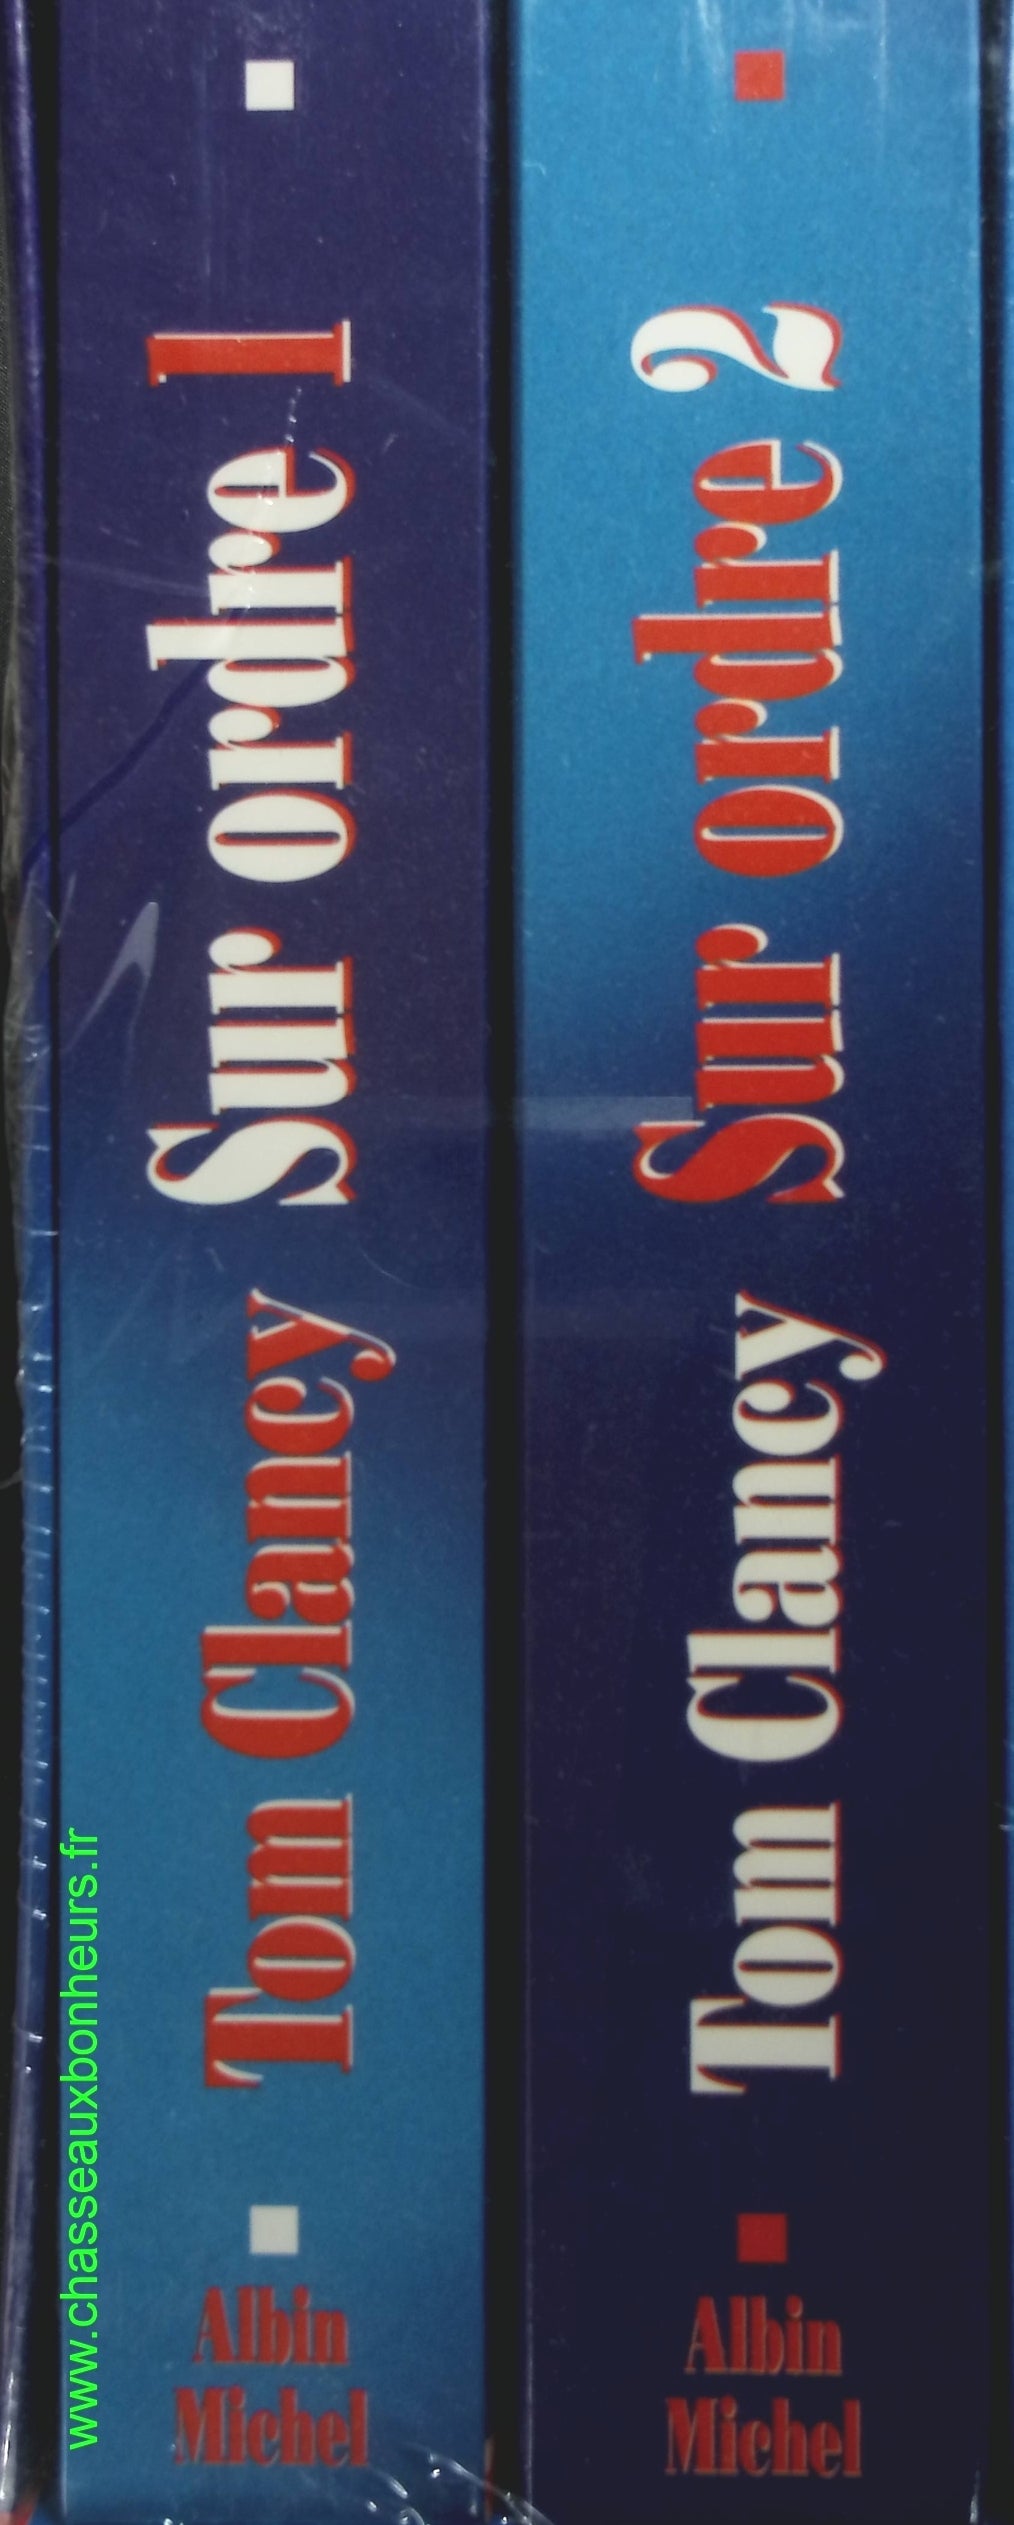 www.chasseauxbonheurs.fr
Albin
Michel
Tom Clancy Sur ordre 1
Albin
Michel
Tom Clancy Sur ordre 2